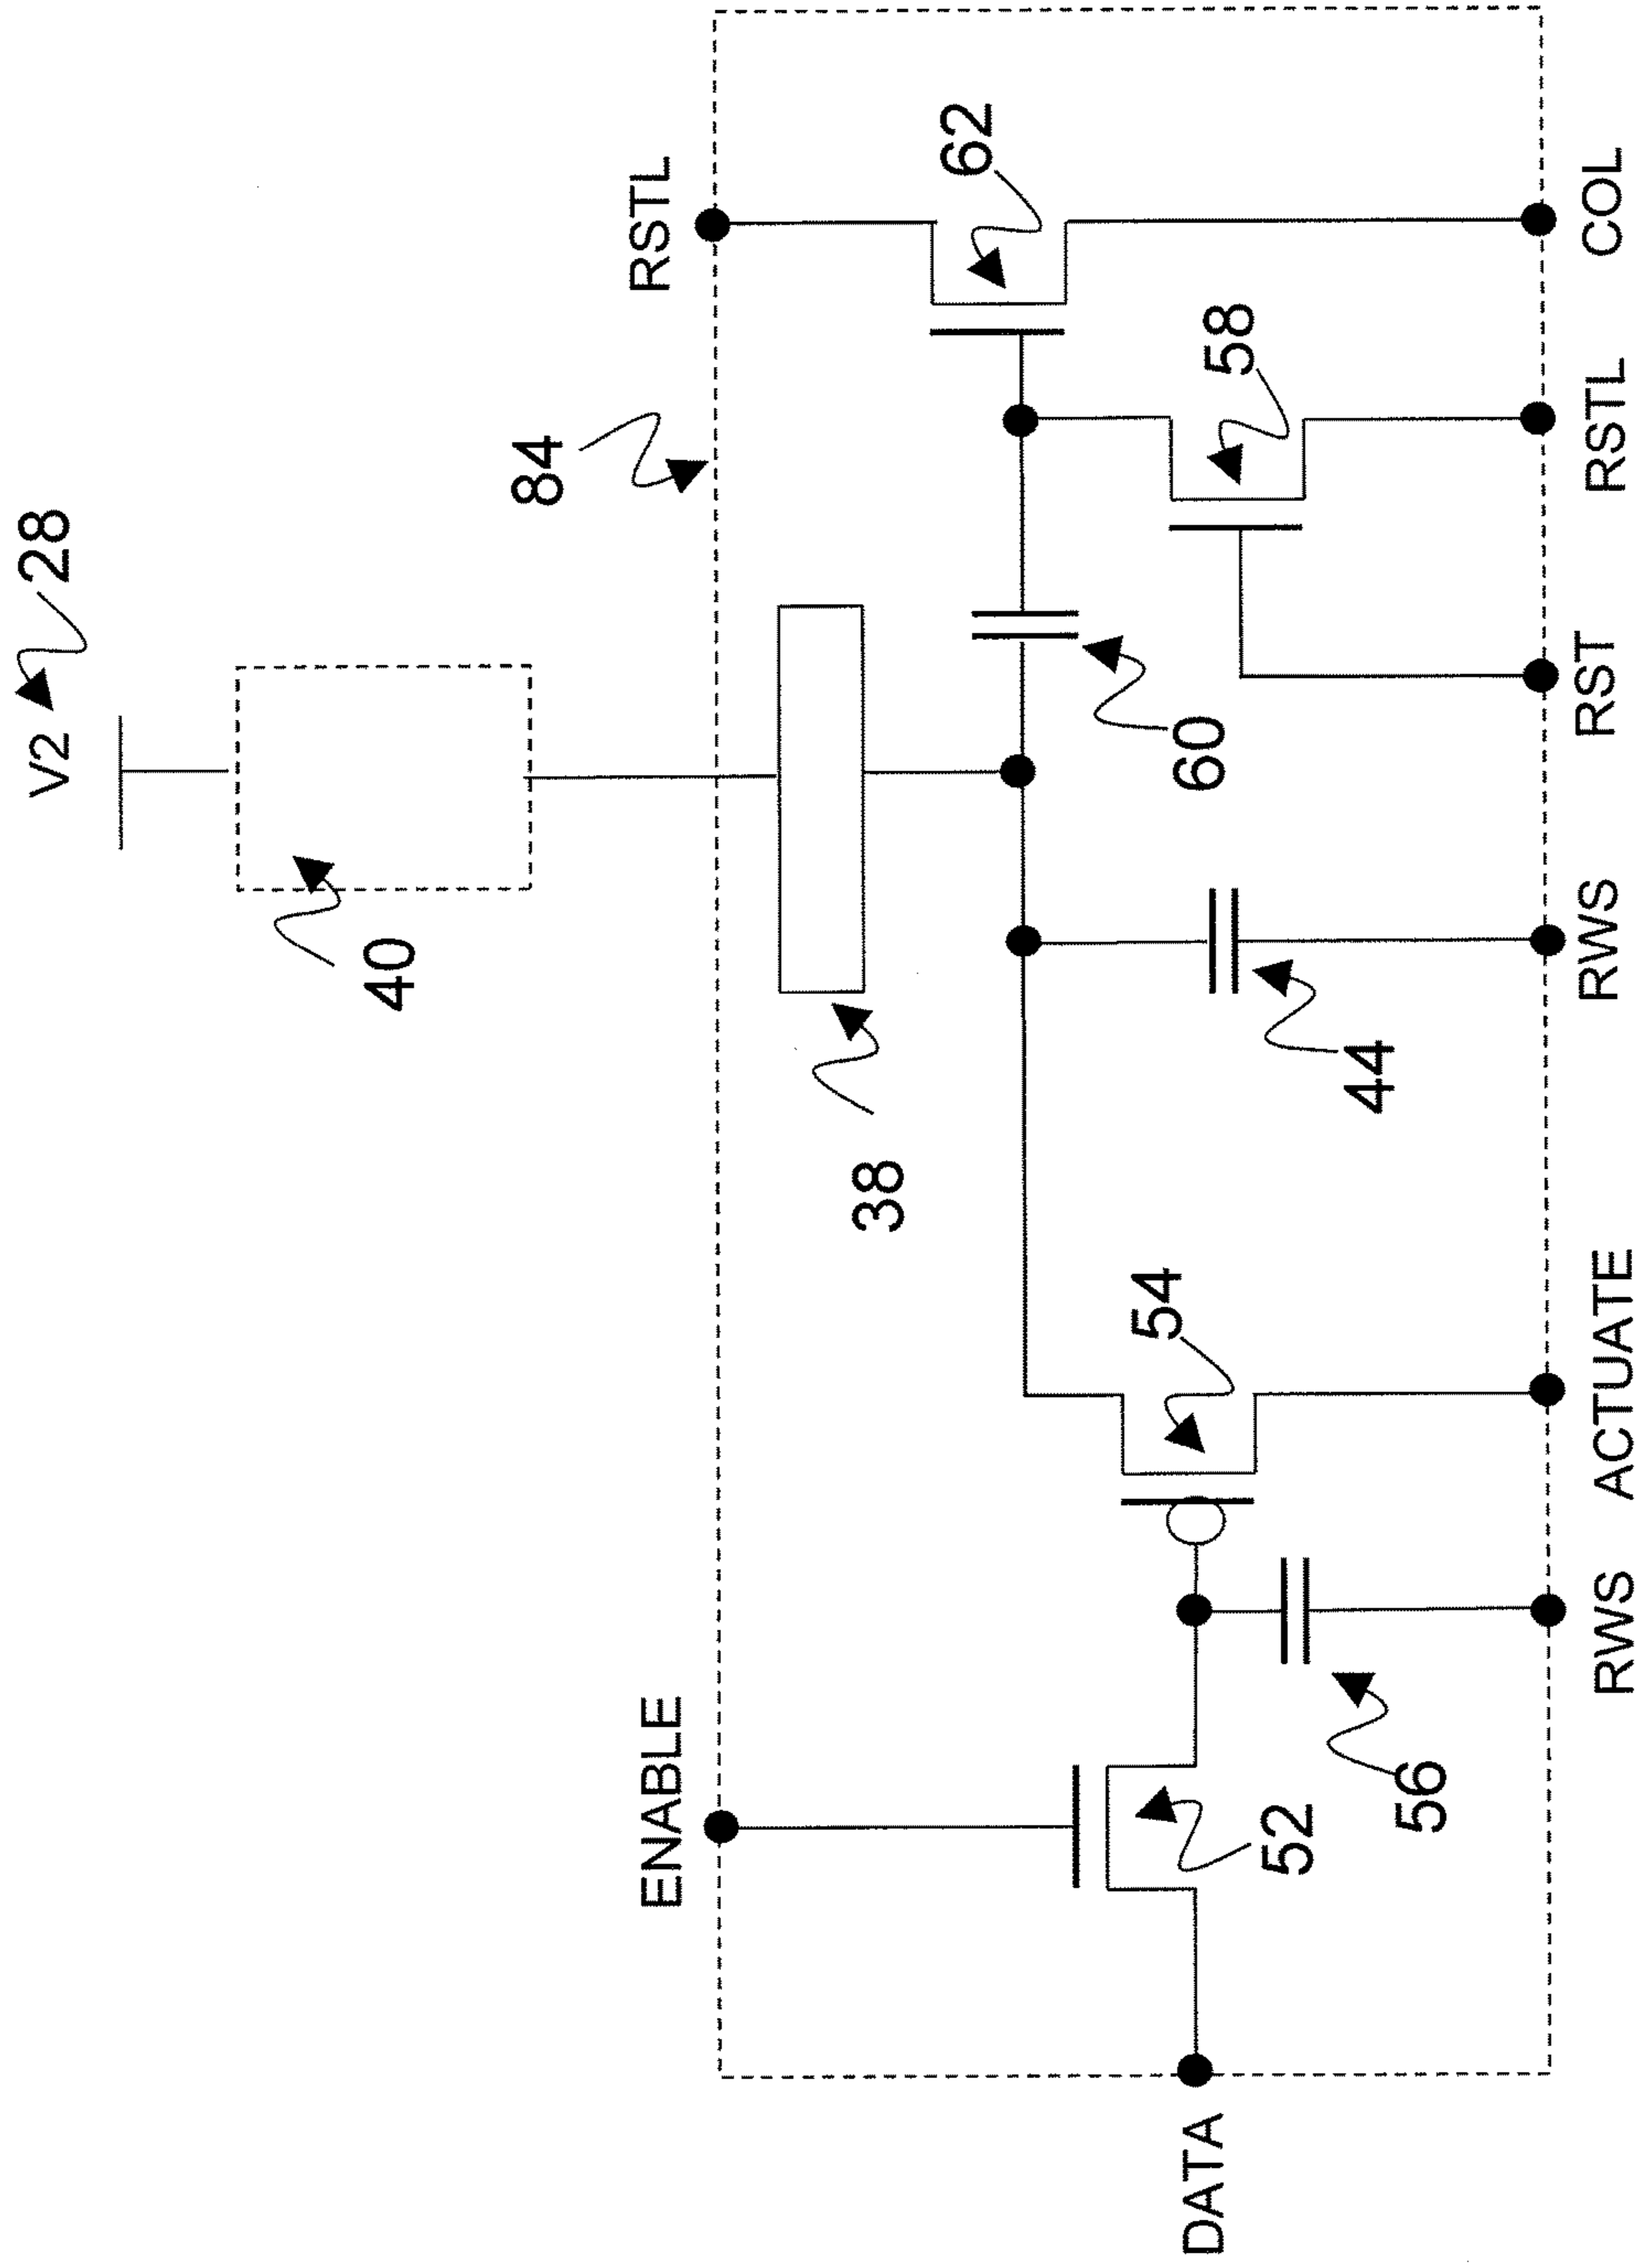 V2
28
40
RSTL
84
62
38
58
60
44
54
ENABLE
52
56
DATA
RWS
ACTUATE
RWS
RST
RSTL
COL